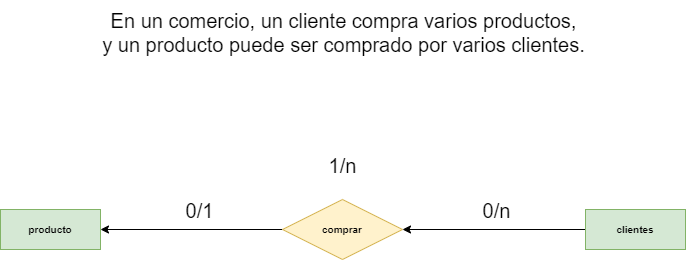 En un comercio, un cliente compra varios productos,
y un producto puede ser comprado por varios clientes.
1/n
0/1
0/n
producto
comprar
clientes